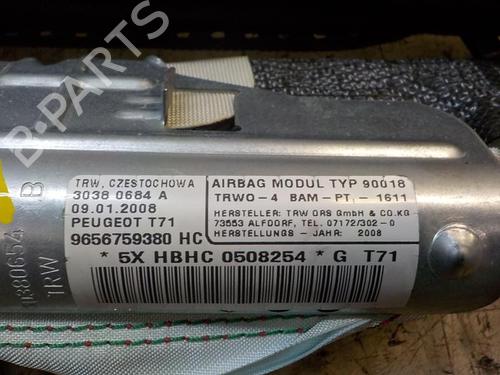 B-PARTS
TRW, CZESTOCHOWA
3038 0684 A
09.01.2008
PEUGEOT T71
9656759380 HC
AIRBAG MODUL TYP 90018
TRWO-4 BAM-PT- 1611
HERSTELLER: TRW ORS GmbH & CO.KG
73553 ALFDORF, TEL. 07172/302-0
HERSTELLUNGS - JAHR: 2008
* 5X HBHC 0508254 * G T71
B
TRW